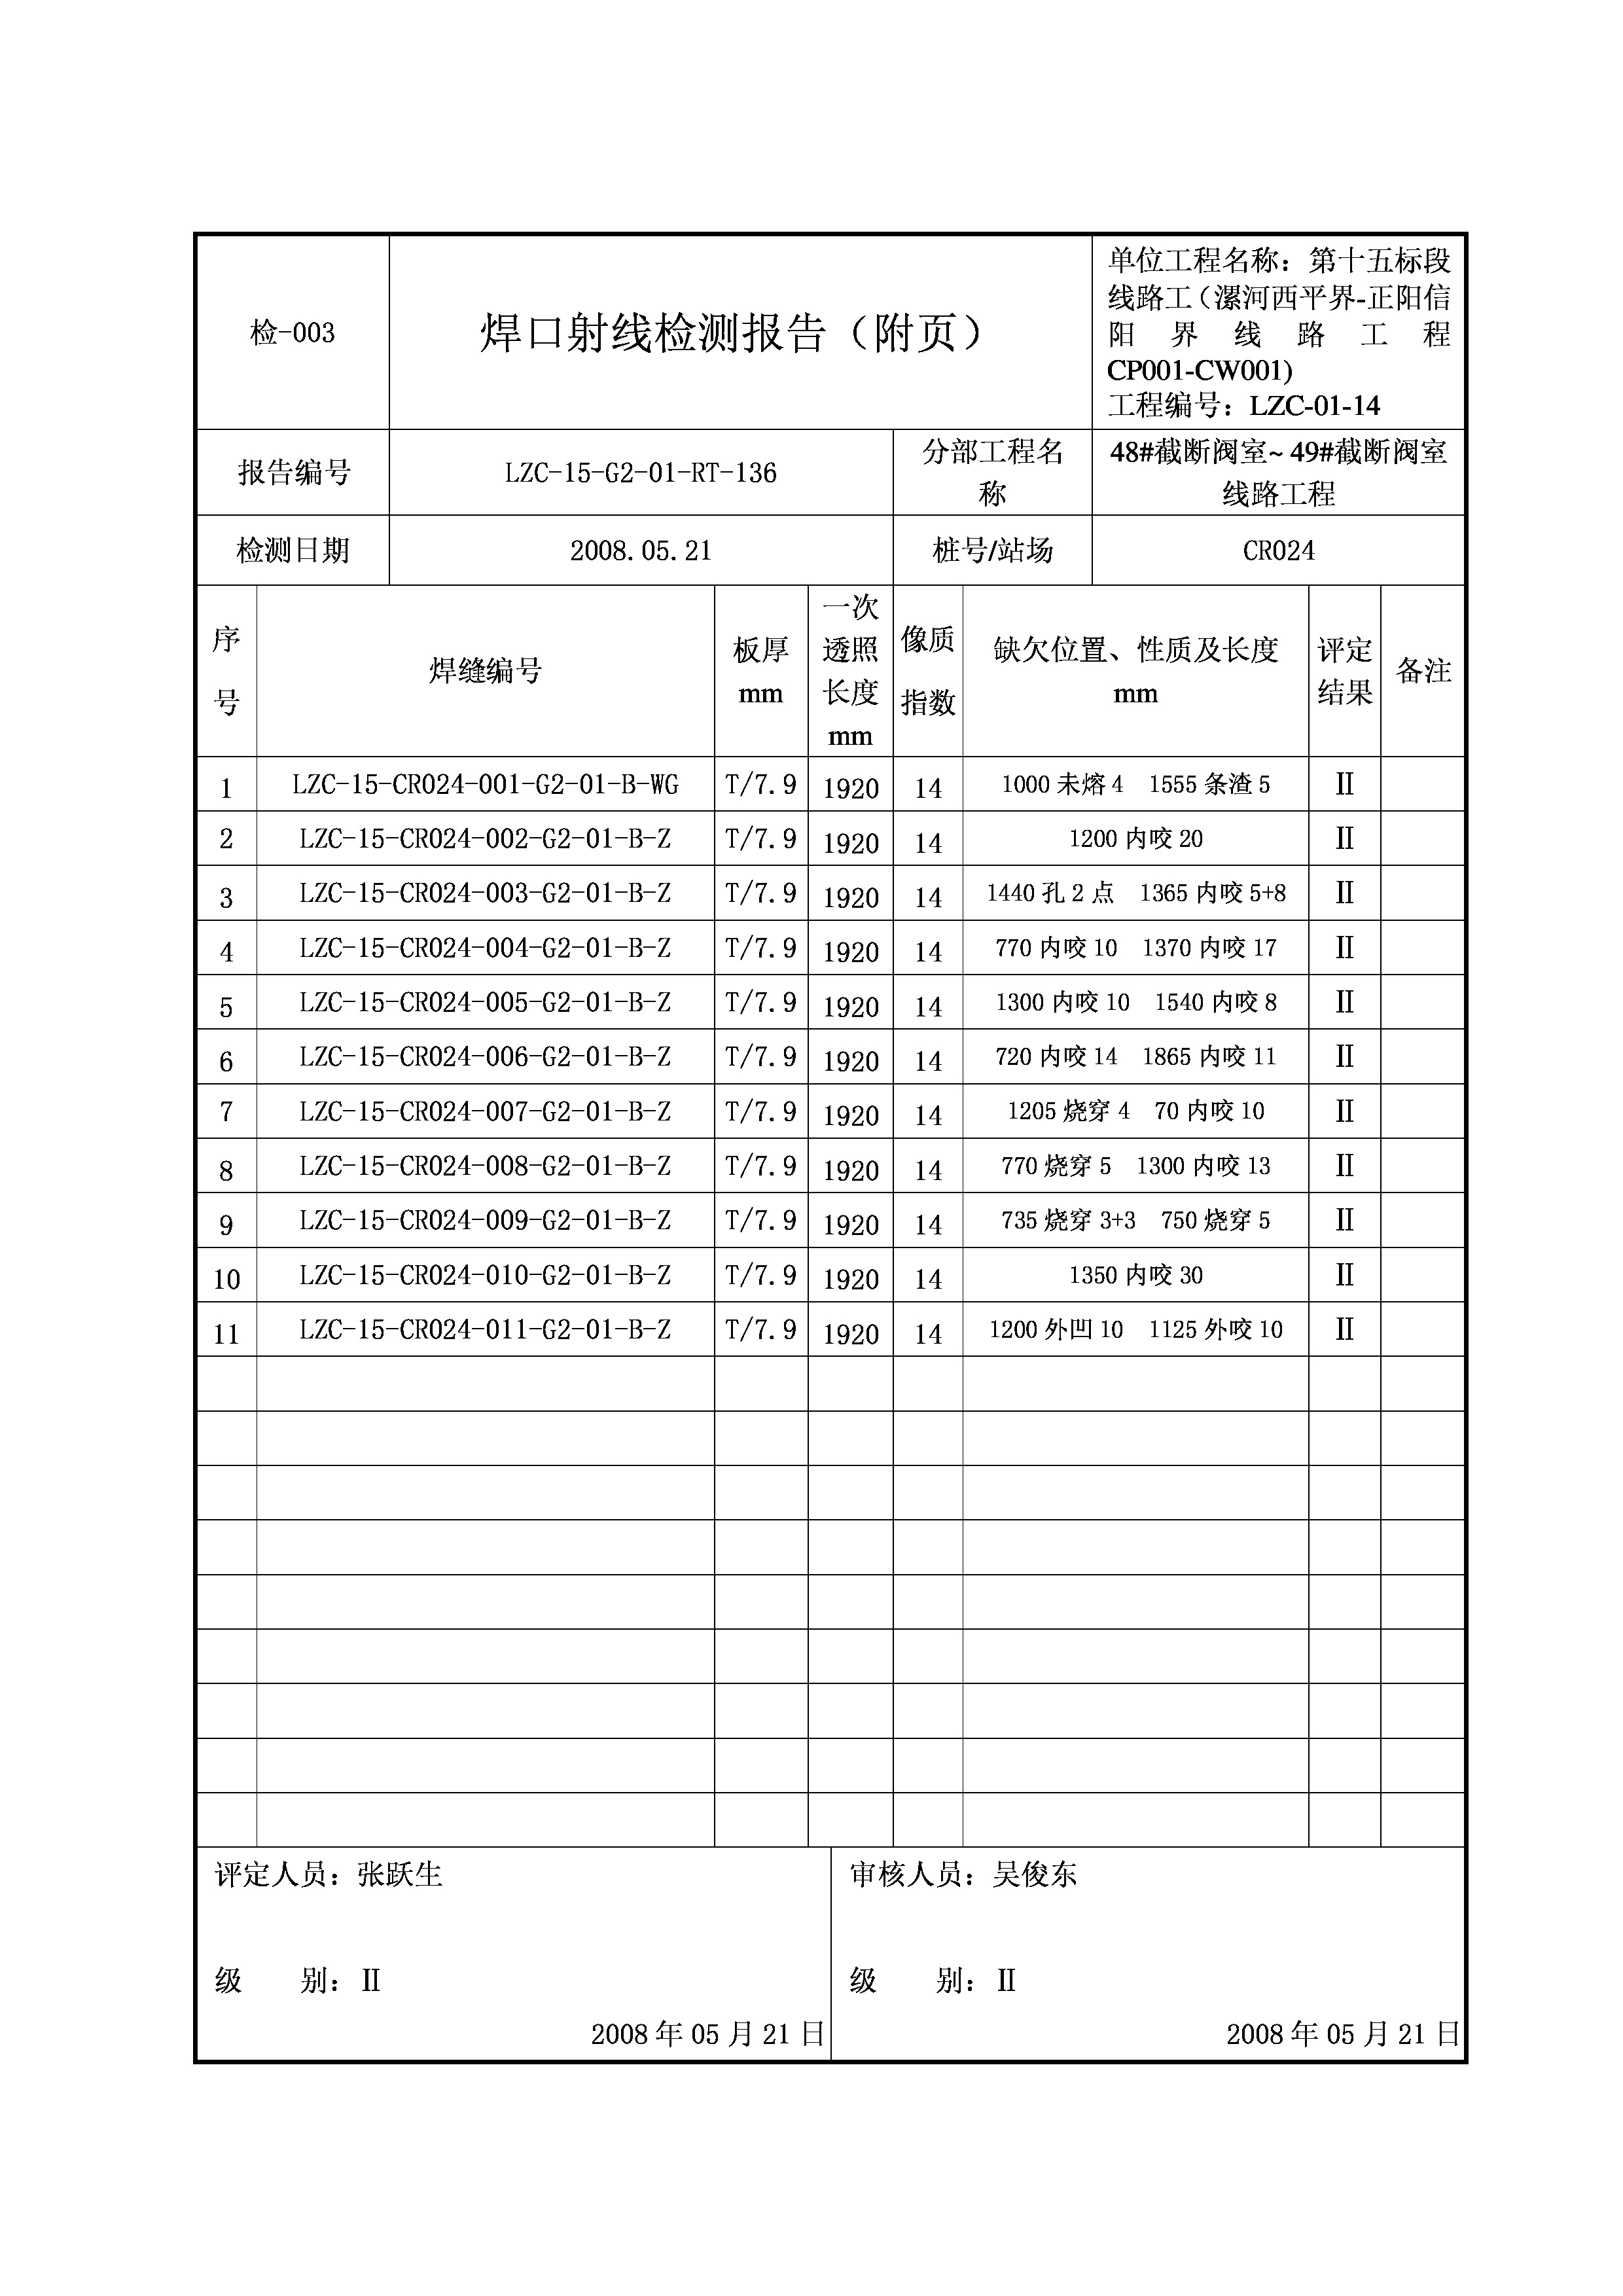 检-003
焊口射线检测报告（附页）
单位工程名称：第十五标段
线路工（漯河西平界-正阳信
阳界线路工程
CP001-CW001)
工程编号：LZC-01-14
报告编号
LZC-15-G2-01-RT-136
分部工程名
称
48#截断阀室~ 49#截断阀室
线路工程
检测日期
2008.05.21
桩号/站场
CR024
序
号
焊缝编号
板厚
mm
一次
透照
长度
mm
像质
指数
缺欠位置、性质及长度
mm
评定
结果
备注
1 LZC-15-CR024-001-G2-01-B-WG T/7.9 1920 14 1000 未熔 4 1555 条渣 5 Ⅱ
2 LZC-15-CR024-002-G2-01-B-Z T/7.9 1920 14 1200 内咬 20 Ⅱ
3 LZC-15-CR024-003-G2-01-B-Z T/7.9 1920 14 1440 孔 2 点 1365 内咬 5+8 Ⅱ
4 LZC-15-CR024-004-G2-01-B-Z T/7.9 1920 14 770 内咬 10 1370 内咬 17 Ⅱ
5 LZC-15-CR024-005-G2-01-B-Z T/7.9 1920 14 1300 内咬 10 1540 内咬 8 Ⅱ
6 LZC-15-CR024-006-G2-01-B-Z T/7.9 1920 14 720 内咬 14 1865 内咬 11 Ⅱ
7 LZC-15-CR024-007-G2-01-B-Z T/7.9 1920 14 1205 烧穿 4 70 内咬 10 Ⅱ
8 LZC-15-CR024-008-G2-01-B-Z T/7.9 1920 14 770 烧穿 5 1300 内咬 13 Ⅱ
9 LZC-15-CR024-009-G2-01-B-Z T/7.9 1920 14 735 烧穿 3+3 750 烧穿 5 Ⅱ
10 LZC-15-CR024-010-G2-01-B-Z T/7.9 1920 14 1350 内咬 30 Ⅱ
11 LZC-15-CR024-011-G2-01-B-Z T/7.9 1920 14 1200 外凹 10 1125 外咬 10 Ⅱ
评定人员：张跃生
级 别：Ⅱ
2008 年 05 月 21 日
审核人员：吴俊东
级 别：Ⅱ
2008 年 05 月 21 日